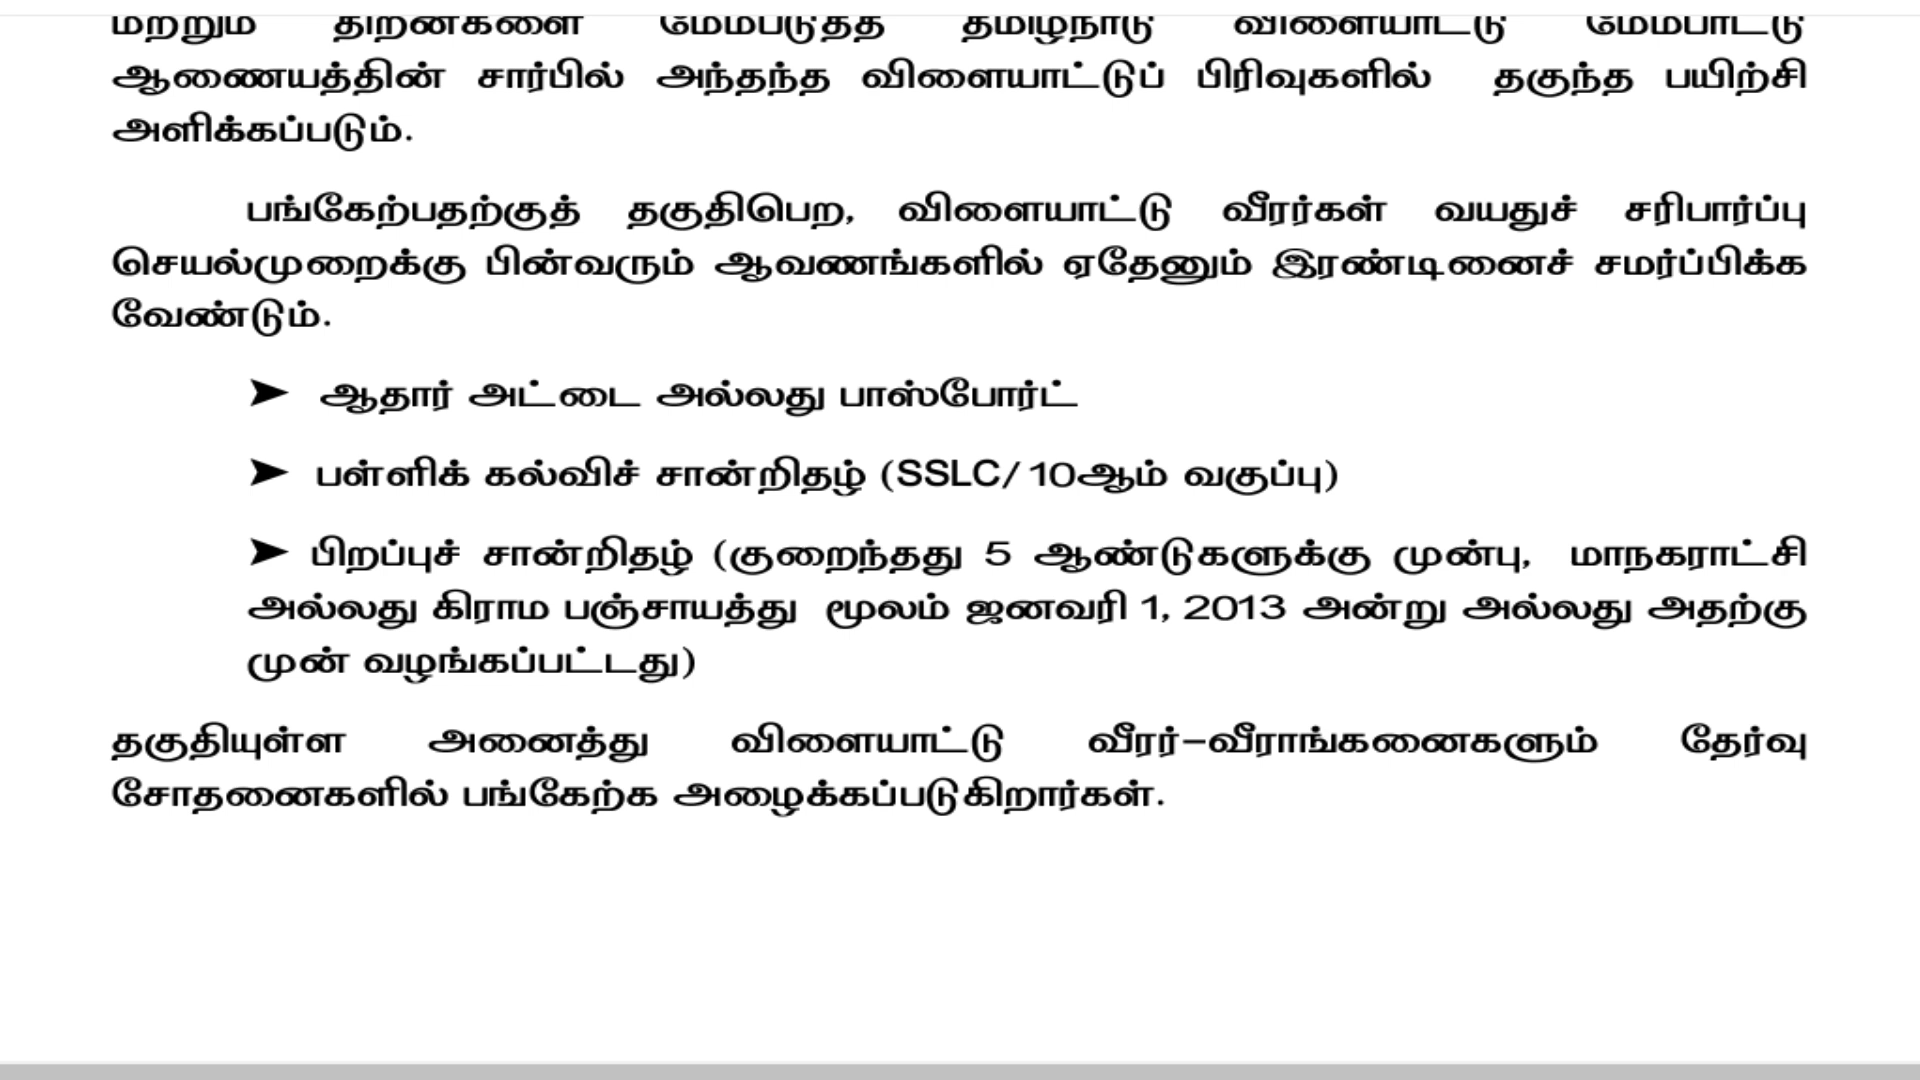 மற்றும் திறன்களை மேம்படுத்த தமிழ்நாடு விளையாட்டு மேம்பாட்டு
ஆணையத்தின் சார்பில் அந்தந்த விளையாட்டுப் பிரிவுகளில் தகுந்த பயிற்சி
அளிக்கப்படும்.
பங்கேற்பதற்குத் தகுதிபெற, விளையாட்டு வீரர்கள் வயதுச் சரிபார்ப்பு
செயல்முறைக்கு பின்வரும் ஆவணங்களில் ஏதேனும் இரண்டினைச் சமர்ப்பிக்க
வேண்டும்.
➤ ஆதார் அட்டை அல்லது பாஸ்போர்ட்
➤ பள்ளிக் கல்விச் சான்றிதழ் (SSLC/10ஆம் வகுப்பு)
➤ பிறப்புச் சான்றிதழ் (குறைந்தது 5 ஆண்டுகளுக்கு முன்பு, மாநகராட்சி
அல்லது கிராம பஞ்சாயத்து மூலம் ஜனவரி 1, 2013 அன்று அல்லது அதற்கு
முன் வழங்கப்பட்டது)
தகுதியுள்ள அனைத்து விளையாட்டு வீரர்-வீராங்கனைகளும் தேர்வு
சோதனைகளில் பங்கேற்க அழைக்கப்படுகிறார்கள்.